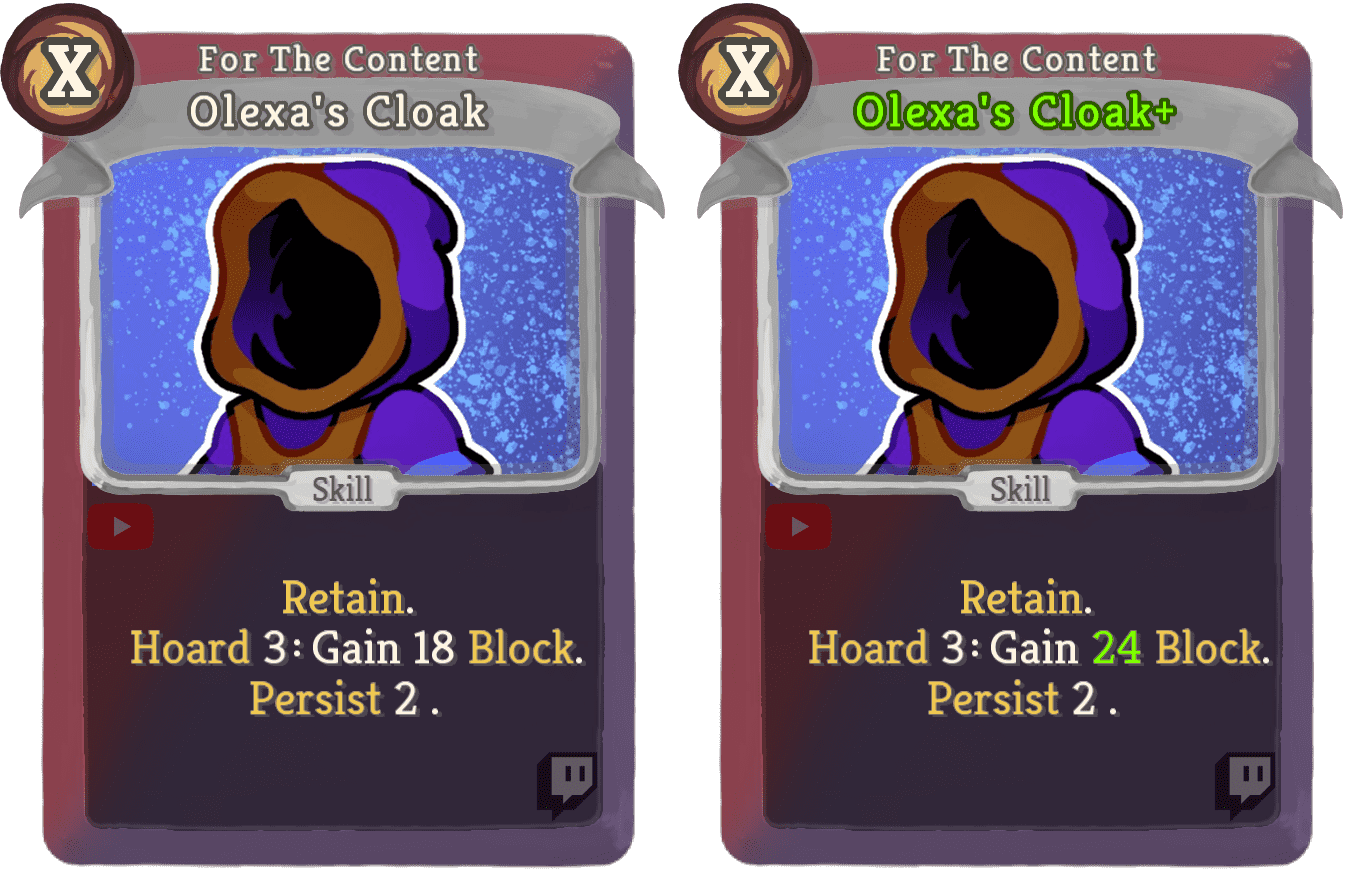 X
For The Content
Olexa's Cloak
Skill
Retain.
Hoard 3: Gain 18 Block.
Persist 2 .
X
For The Content
Olexa's Cloak+
Skill
Retain.
Hoard 3: Gain 24 Block.
Persist 2 .